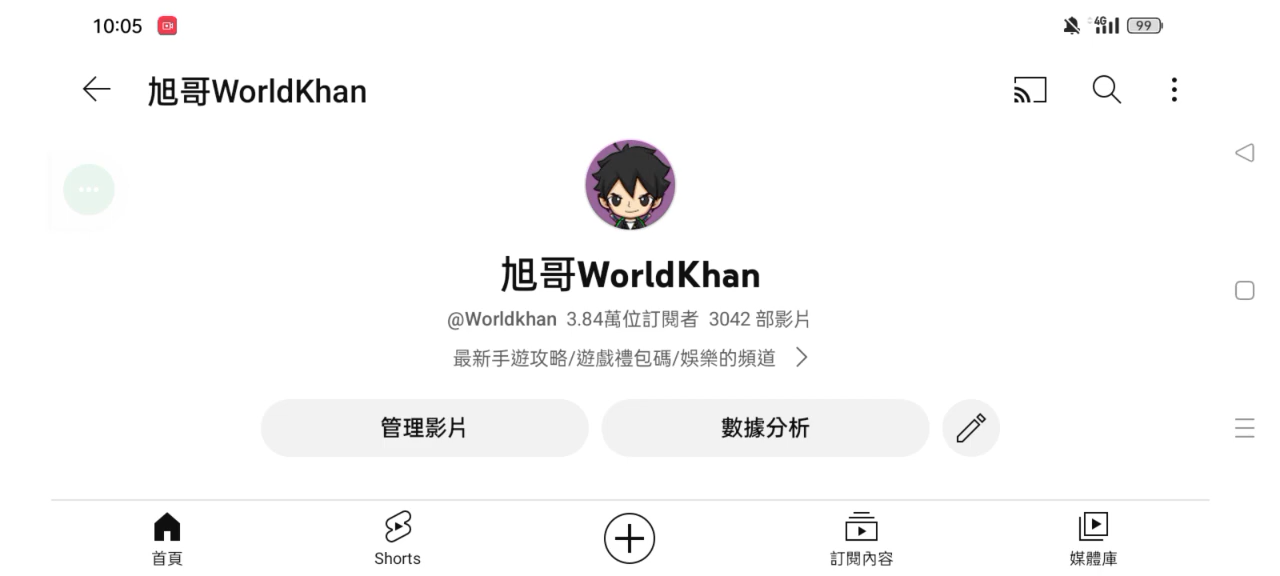 10:05
4G 99
旭哥WorldKhan
旭哥WorldKhan
@Worldkhan 3.84萬位訂閱者 3042 部影片
最新手遊攻略/遊戲禮包碼/娛樂的頻道
管理影片 數據分析
首頁 Shorts 訂閱內容 媒體庫